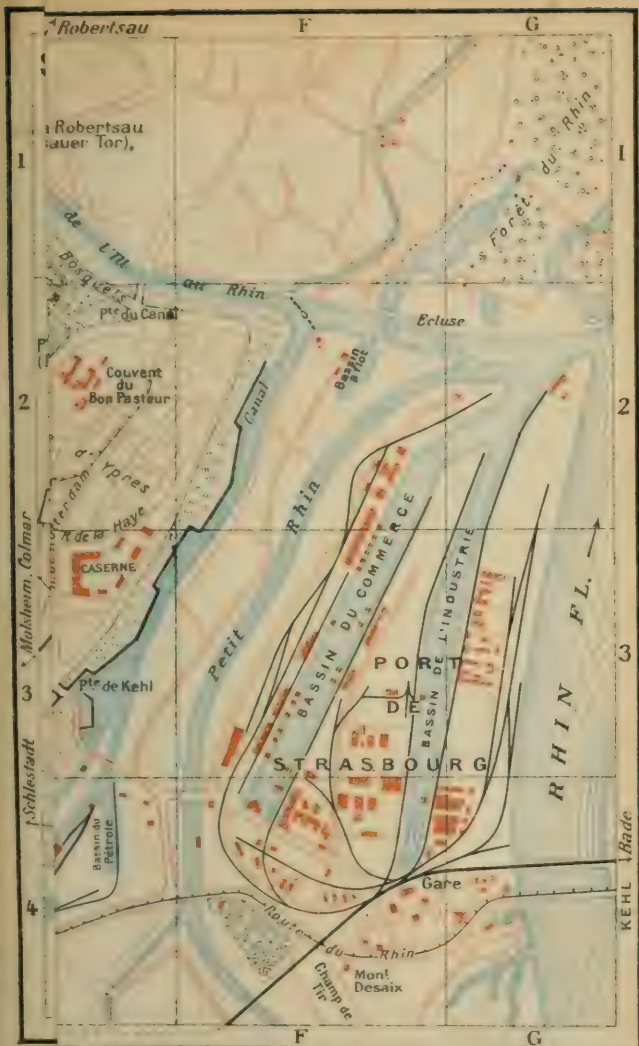 Robertsau
F
G
a Robertsau
auer Tor),
1
1
Forêt du Rhin
de l'Ill au Rhin
Bosquets
Pte du Canal
Ecluse
Couvent
du
Bon Pasteur
Bassin
à flot
2
2
Canal
d'Ypres
R. de la Haye
CASERNE
Molsheim, Colmar
Petit Rhin
BASSIN DU COMMERCE
BASSIN DE L'INDUSTRIE
PORT
DE
STRASBOURG
RHIN FL.
3
3
Pte de Kehl
Schlestadt
Bassin du
Pétrole
4
Gare
Route du Rhin
Champ de
Tir
Mont
Desaix
KEHL
Bade
F
G